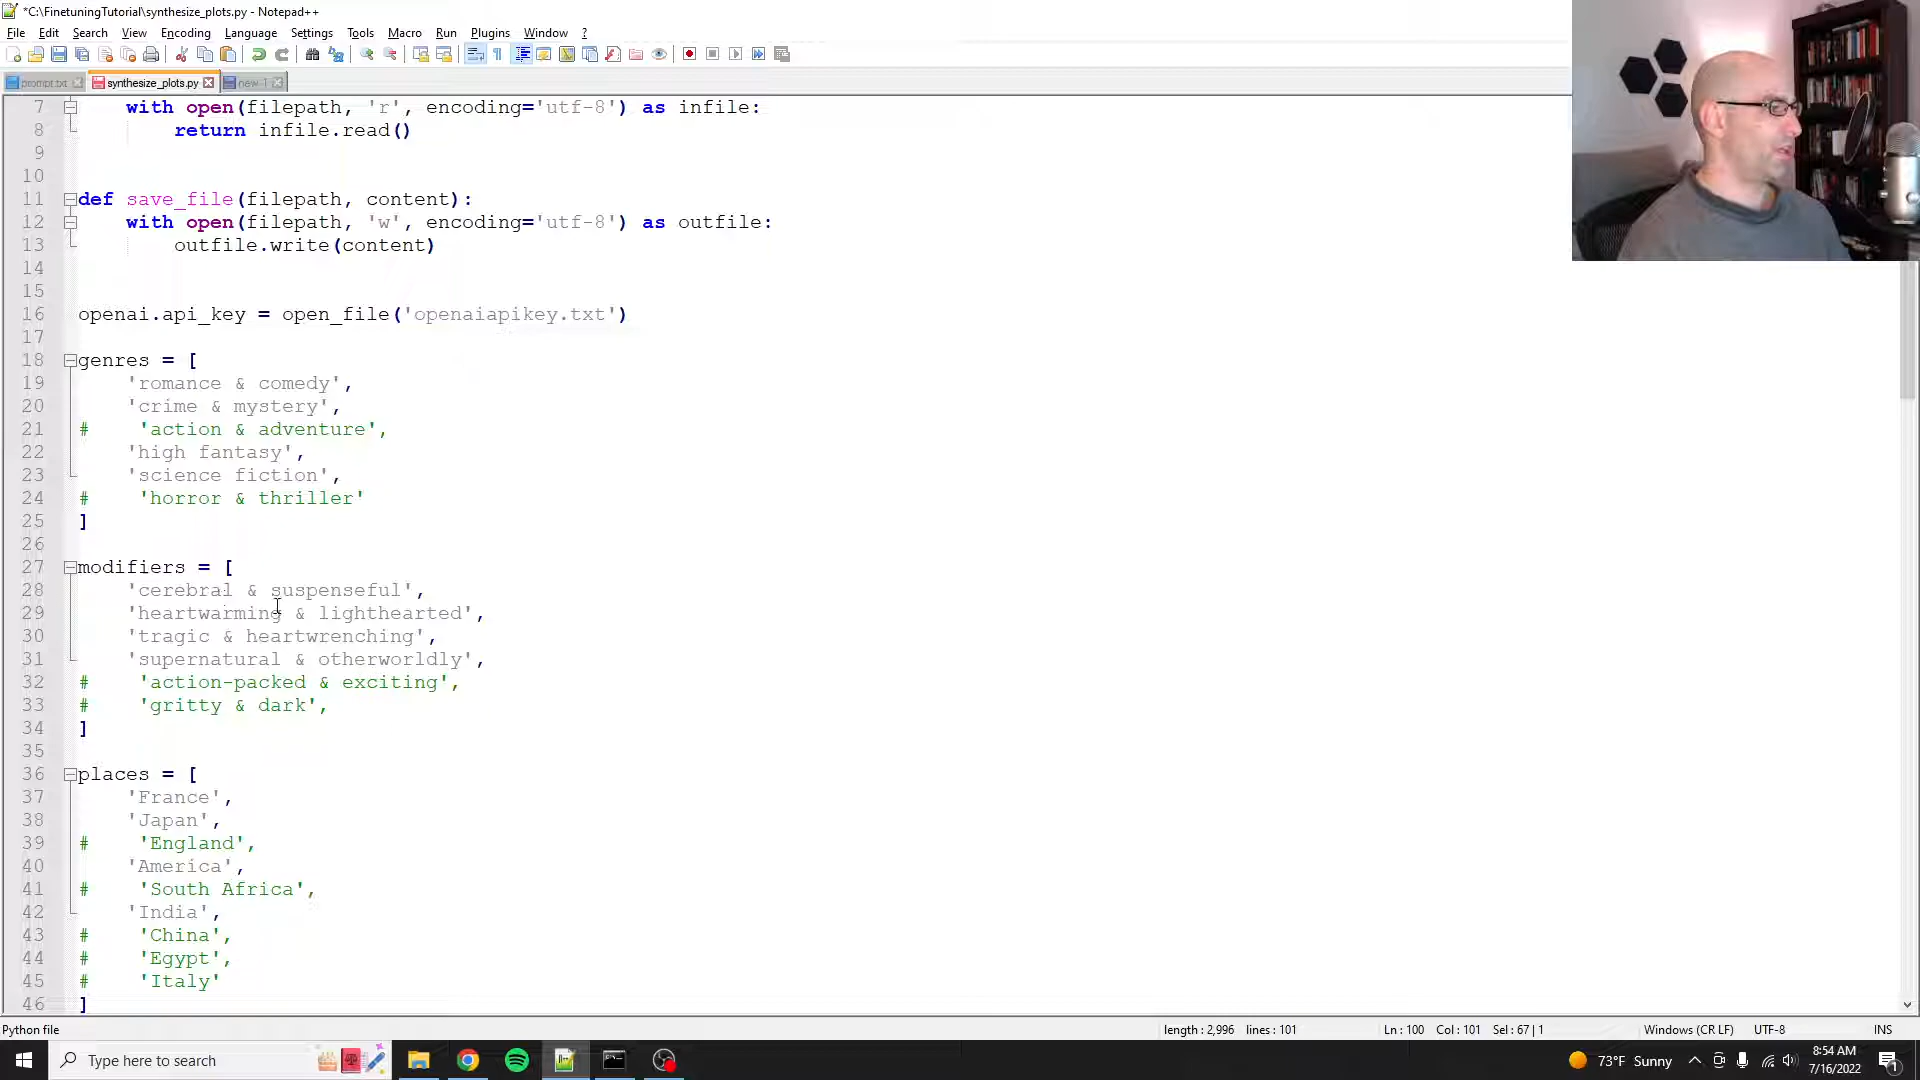 *C:\FinetuningTutorial\synthesize_plots.py - Notepad++
File Edit Search View Encoding Language Settings Tools Macro Run Plugins Window ?
prompt.txt synthesize_plots.py new 1
7 with open(filepath, 'r', encoding='utf-8') as infile:
8 return infile.read()
9
10
11 def save_file(filepath, content):
12 with open(filepath, 'w', encoding='utf-8') as outfile:
13 outfile.write(content)
14
15
16 openai.api_key = open_file('openaiapikey.txt')
17
18 genres = [
19 'romance & comedy',
20 'crime & mystery',
21 # 'action & adventure',
22 'high fantasy',
23 'science fiction',
24 # 'horror & thriller'
25 ]
26
27 modifiers = [
28 'cerebral & suspenseful',
29 'heartwarming & lighthearted',
30 'tragic & heartwrenching',
31 'supernatural & otherworldly',
32 # 'action-packed & exciting',
33 # 'gritty & dark',
34 ]
35
36 places = [
37 'France',
38 'Japan',
39 # 'England',
40 'America',
41 # 'South Africa',
42 'India',
43 # 'China',
44 # 'Egypt',
45 # 'Italy'
46 ]
Python file length : 2,996 lines : 101 Ln : 100 Col : 101 Sel : 67 | 1 Windows (CR LF) UTF-8 INS
Type here to search 73°F Sunny 8:54 AM
7/16/2022 1